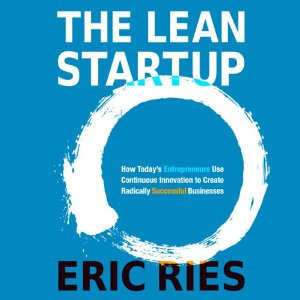 THE LEAN
STARTUP
How Today's Entrepreneurs Use
Continuous Innovation to Create
Radically Successful Businesses
ERIC RIES